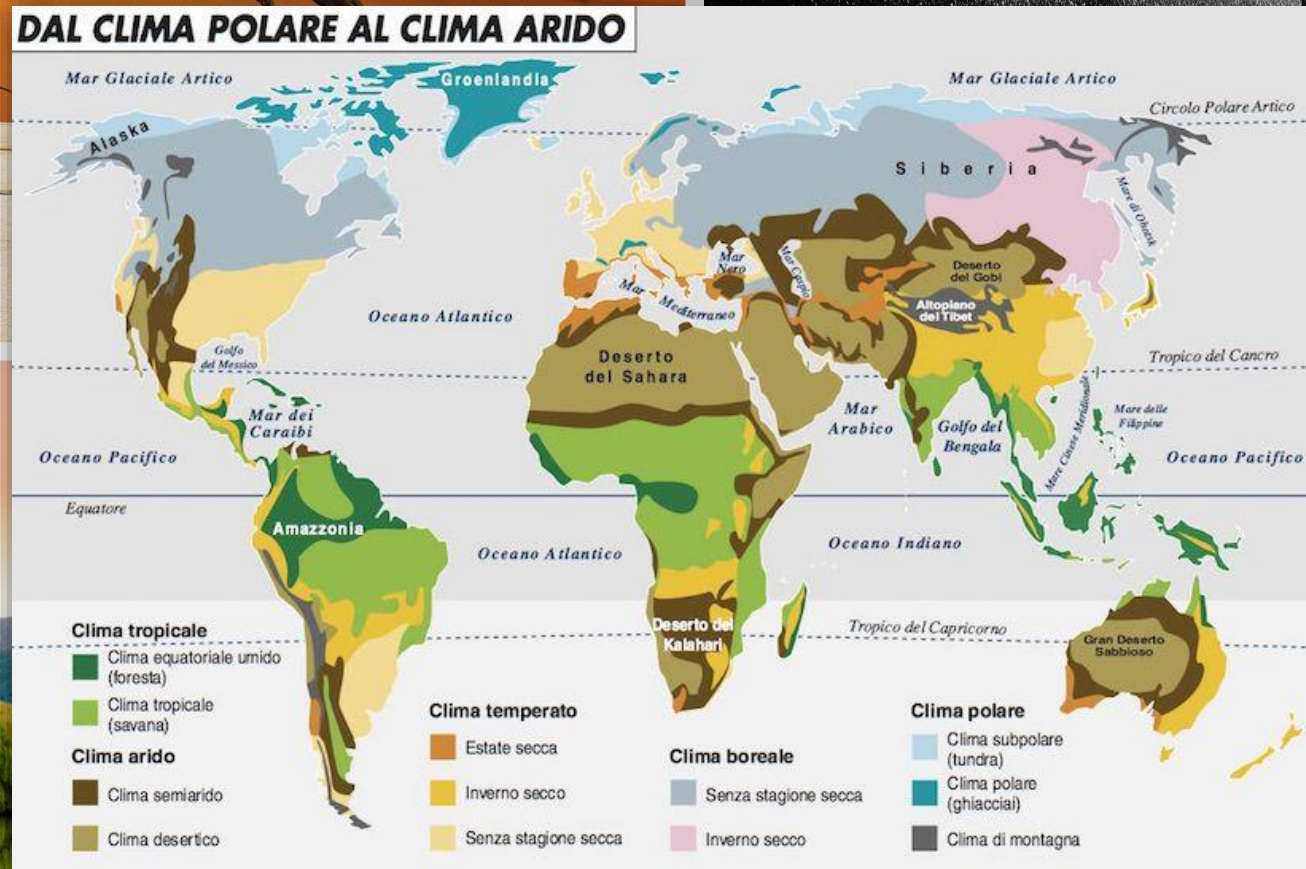 DAL CLIMA POLARE AL CLIMA ARIDO
Mar Glaciale Artico
Groenlandia
Mar Glaciale Artico
Circolo Polare Artico
Alaska
Siberia
Mare di Ohotsk
Mar
Nero
Mar Caspio
Deserto
del Gobi
Altopiano
del Tibet
Mar Mediterraneo
Oceano Atlantico
Golfo
del Messico
Deserto
del Sahara
Tropico del Cancro
Mar dei
Caraibi
Mar
Arabico
Golfo del
Bengala
Mare Cinese Meridionale
Mare delle
Filippine
Oceano Pacifico
Oceano Pacifico
Equatore
Amazzonia
Oceano Atlantico
Oceano Indiano
Deserto del
Kalahari
Tropico del Capricorno
Gran Deserto
Sabbioso
Clima tropicale
Clima equatoriale umido
(foresta)
Clima tropicale
(savana)
Clima arido
Clima semiarido
Clima desertico
Clima temperato
Estate secca
Inverno secco
Senza stagione secca
Clima boreale
Senza stagione secca
Inverno secco
Clima polare
Clima subpolare
(tundra)
Clima polare
(ghiacciai)
Clima di montagna